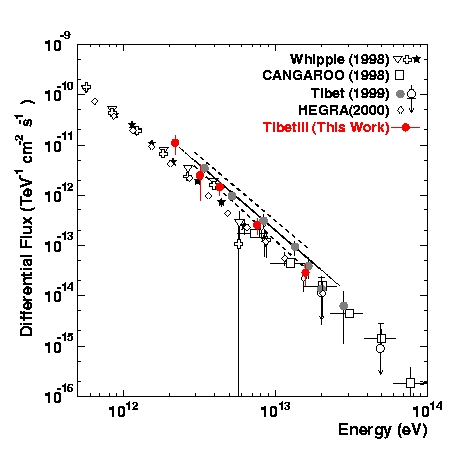 10^-9
10^-10
10^-11
10^-12
10^-13
10^-14
10^-15
10^-16
Differential Flux (TeV^-1 cm^-2 s^-1)
Whipple (1998)
CANGAROO (1998)
Tibet (1999)
HEGRA(2000)
TibetIII (This Work)
10^12 10^13 10^14
Energy (eV)